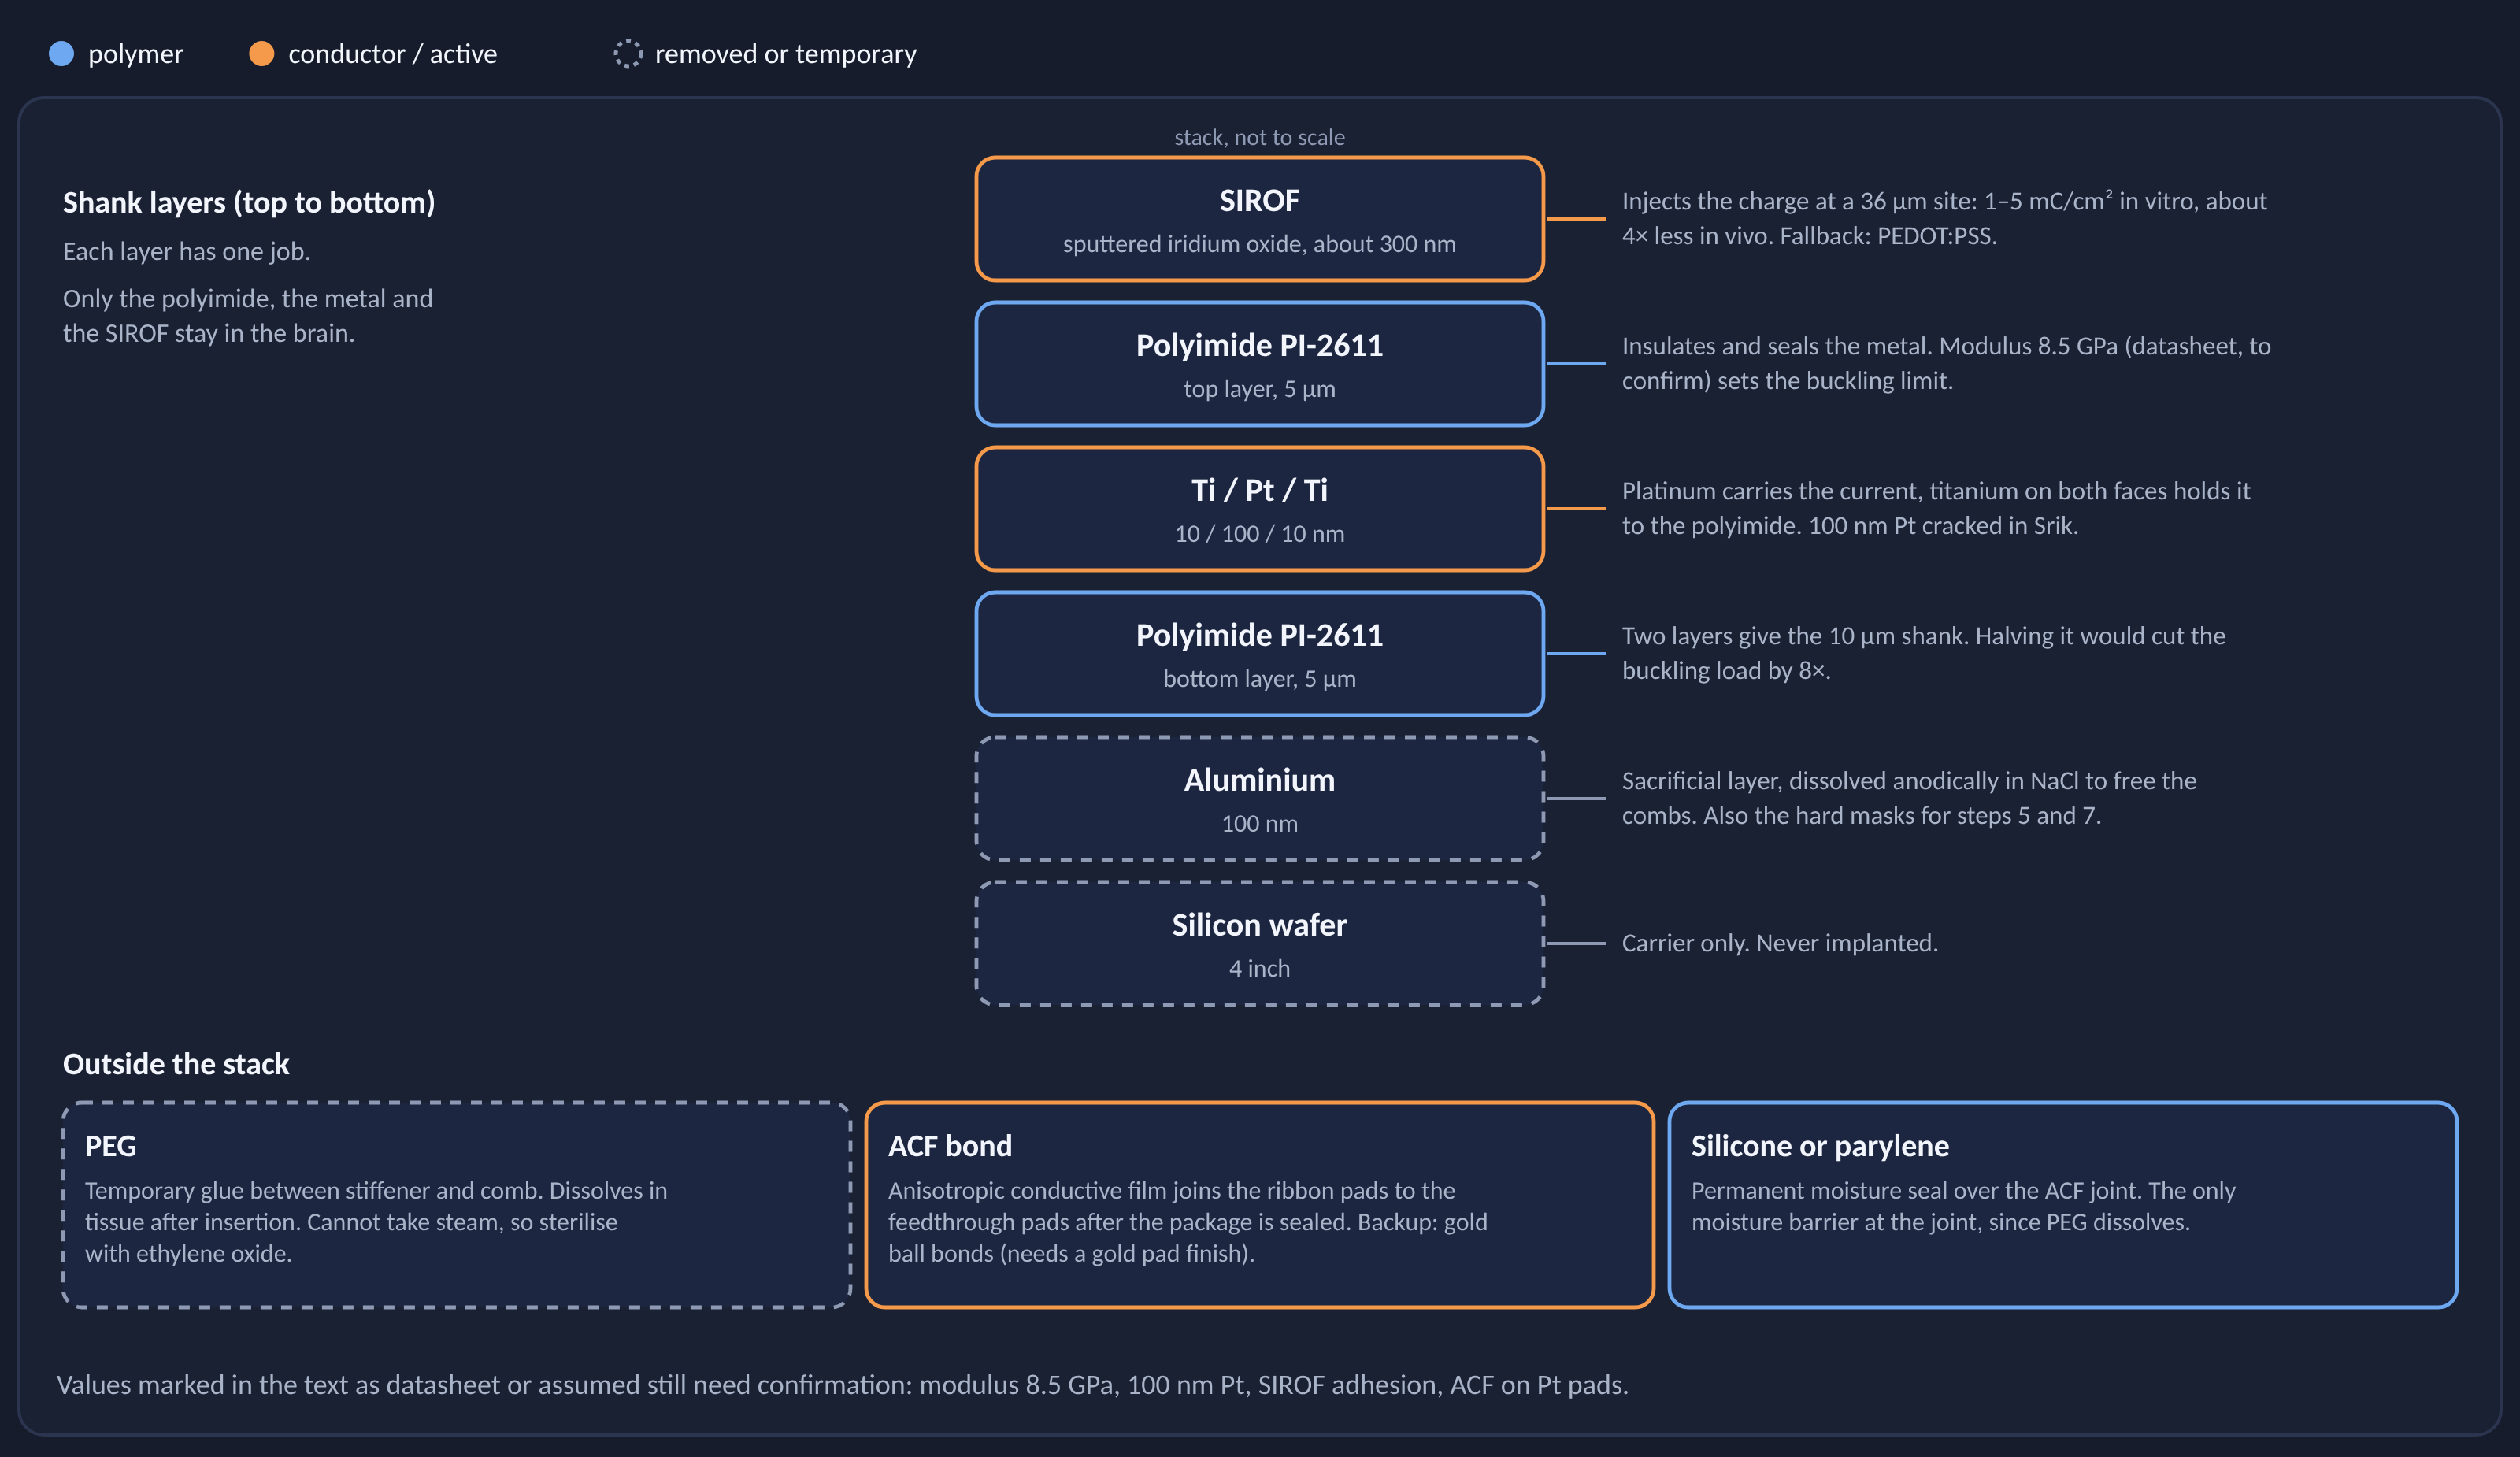 polymer
conductor / active
removed or temporary
stack, not to scale
Shank layers (top to bottom)
Each layer has one job.
Only the polyimide, the metal and
the SIROF stay in the brain.
SIROF
sputtered iridium oxide, about 300 nm
Injects the charge at a 36 µm site: 1–5 mC/cm² in vitro, about
4× less in vivo. Fallback: PEDOT:PSS.
Polyimide PI-2611
top layer, 5 µm
Insulates and seals the metal. Modulus 8.5 GPa (datasheet, to
confirm) sets the buckling limit.
Ti / Pt / Ti
10 / 100 / 10 nm
Platinum carries the current, titanium on both faces holds it
to the polyimide. 100 nm Pt cracked in Srik.
Polyimide PI-2611
bottom layer, 5 µm
Two layers give the 10 µm shank. Halving it would cut the
buckling load by 8×.
Aluminium
100 nm
Sacrificial layer, dissolved anodically in NaCl to free the
combs. Also the hard masks for steps 5 and 7.
Silicon wafer
4 inch
Carrier only. Never implanted.
Outside the stack
PEG
Temporary glue between stiffener and comb. Dissolves in
tissue after insertion. Cannot take steam, so sterilise
with ethylene oxide.
ACF bond
Anisotropic conductive film joins the ribbon pads to the
feedthrough pads after the package is sealed. Backup: gold
ball bonds (needs a gold pad finish).
Silicone or parylene
Permanent moisture seal over the ACF joint. The only
moisture barrier at the joint, since PEG dissolves.
Values marked in the text as datasheet or assumed still need confirmation: modulus 8.5 GPa, 100 nm Pt, SIROF adhesion, ACF on Pt pads.